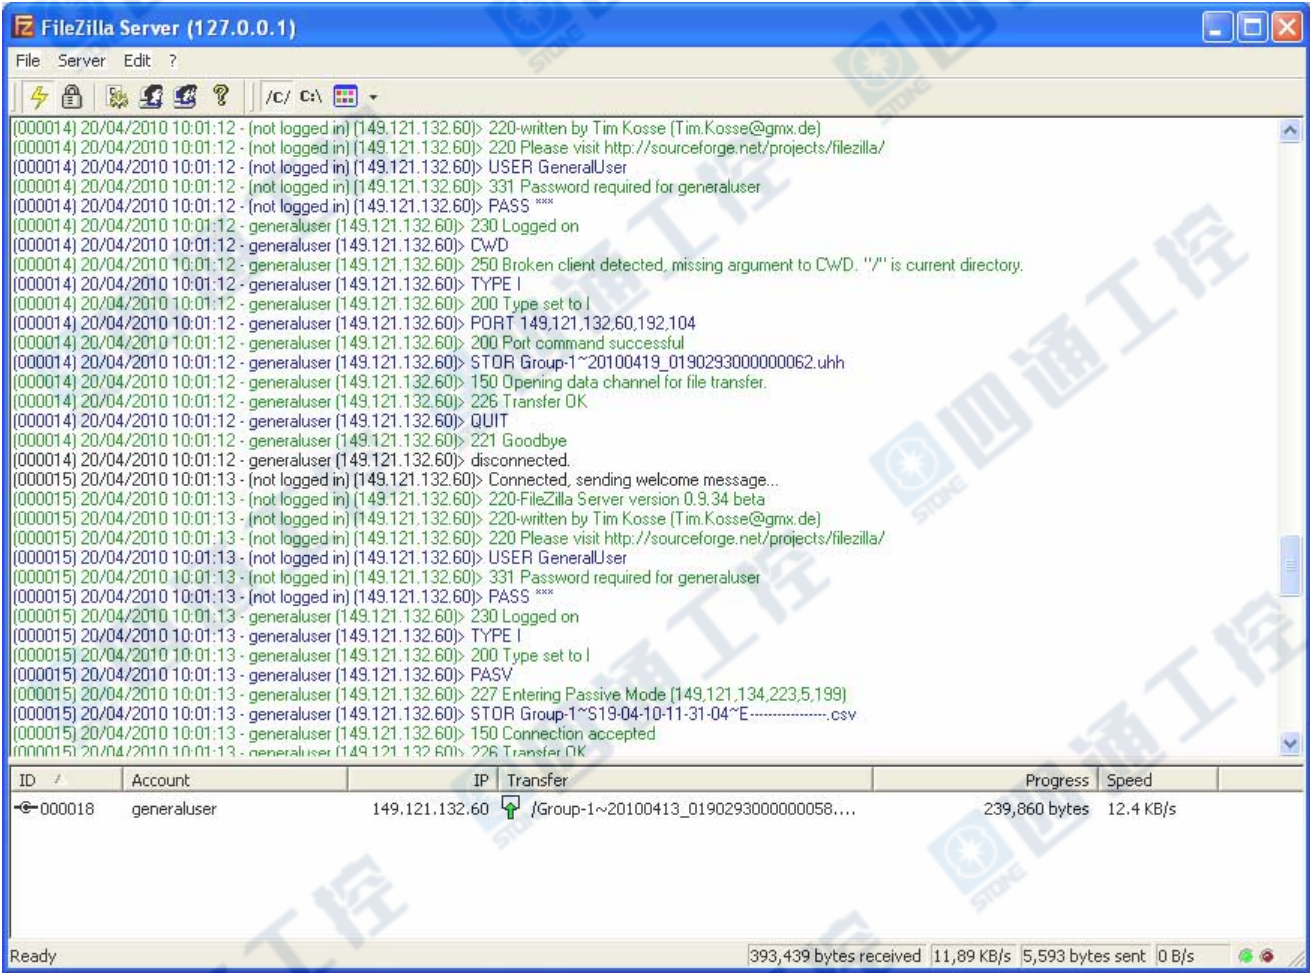 FileZilla Server (127.0.0.1)
File Server Edit ?
/C/ C:\
(000014) 20/04/2010 10:01:12 - (not logged in) (149.121.132.60)> 220-written by Tim Kosse (Tim.Kosse@gmx.de)
(000014) 20/04/2010 10:01:12 - (not logged in) (149.121.132.60)> 220 Please visit http://sourceforge.net/projects/filezilla/
(000014) 20/04/2010 10:01:12 - (not logged in) (149.121.132.60)> USER GeneralUser
(000014) 20/04/2010 10:01:12 - (not logged in) (149.121.132.60)> 331 Password required for generaluser
(000014) 20/04/2010 10:01:12 - (not logged in) (149.121.132.60)> PASS ***
(000014) 20/04/2010 10:01:12 - generaluser (149.121.132.60)> 230 Logged on
(000014) 20/04/2010 10:01:12 - generaluser (149.121.132.60)> CWD
(000014) 20/04/2010 10:01:12 - generaluser (149.121.132.60)> 250 Broken client detected, missing argument to CWD. "/" is current directory.
(000014) 20/04/2010 10:01:12 - generaluser (149.121.132.60)> TYPE I
(000014) 20/04/2010 10:01:12 - generaluser (149.121.132.60)> 200 Type set to I
(000014) 20/04/2010 10:01:12 - generaluser (149.121.132.60)> PORT 149,121,132,60,192,104
(000014) 20/04/2010 10:01:12 - generaluser (149.121.132.60)> 200 Port command successful
(000014) 20/04/2010 10:01:12 - generaluser (149.121.132.60)> STOR Group-1~20100419_0190293000000062.uhh
(000014) 20/04/2010 10:01:12 - generaluser (149.121.132.60)> 150 Opening data channel for file transfer.
(000014) 20/04/2010 10:01:12 - generaluser (149.121.132.60)> 226 Transfer OK
(000014) 20/04/2010 10:01:12 - generaluser (149.121.132.60)> QUIT
(000014) 20/04/2010 10:01:12 - generaluser (149.121.132.60)> 221 Goodbye
(000014) 20/04/2010 10:01:12 - generaluser (149.121.132.60)> disconnected.
(000015) 20/04/2010 10:01:13 - (not logged in) (149.121.132.60)> Connected, sending welcome message...
(000015) 20/04/2010 10:01:13 - (not logged in) (149.121.132.60)> 220-FileZilla Server version 0.9.34 beta
(000015) 20/04/2010 10:01:13 - (not logged in) (149.121.132.60)> 220-written by Tim Kosse (Tim.Kosse@gmx.de)
(000015) 20/04/2010 10:01:13 - (not logged in) (149.121.132.60)> 220 Please visit http://sourceforge.net/projects/filezilla/
(000015) 20/04/2010 10:01:13 - (not logged in) (149.121.132.60)> USER GeneralUser
(000015) 20/04/2010 10:01:13 - (not logged in) (149.121.132.60)> 331 Password required for generaluser
(000015) 20/04/2010 10:01:13 - (not logged in) (149.121.132.60)> PASS ***
(000015) 20/04/2010 10:01:13 - generaluser (149.121.132.60)> 230 Logged on
(000015) 20/04/2010 10:01:13 - generaluser (149.121.132.60)> TYPE I
(000015) 20/04/2010 10:01:13 - generaluser (149.121.132.60)> 200 Type set to I
(000015) 20/04/2010 10:01:13 - generaluser (149.121.132.60)> PASV
(000015) 20/04/2010 10:01:13 - generaluser (149.121.132.60)> 227 Entering Passive Mode (149,121,134,223,5,199)
(000015) 20/04/2010 10:01:13 - generaluser (149.121.132.60)> STOR Group-1~S19-04-10-11-31-04~E-----------------.csv
(000015) 20/04/2010 10:01:13 - generaluser (149.121.132.60)> 150 Connection accepted
(000015) 20/04/2010 10:01:13 - generaluser (149.121.132.60)> 226 Transfer OK
ID / Account IP Transfer Progress Speed
000018 generaluser 149.121.132.60 /Group-1~20100413_0190293000000058.... 239,860 bytes 12.4 KB/s
Ready 393,439 bytes received 11,89 KB/s 5,593 bytes sent 0 B/s
四通工控
STONE